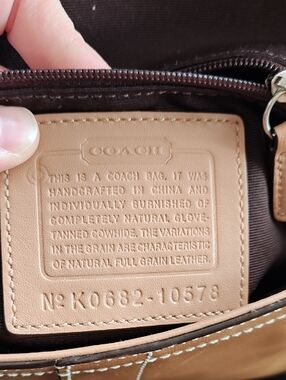 COACH
THIS IS A COACH BAG. IT WAS
HANDCRAFTED IN CHINA AND
INDIVIDUALLY BURNISHED OF
COMPLETELY NATURAL GLOVE-
TANNED COWHIDE. THE VARIATIONS
IN THE GRAIN ARE CHARACTERISTIC
OF NATURAL FULL GRAIN LEATHER.
Nº K0682-10578